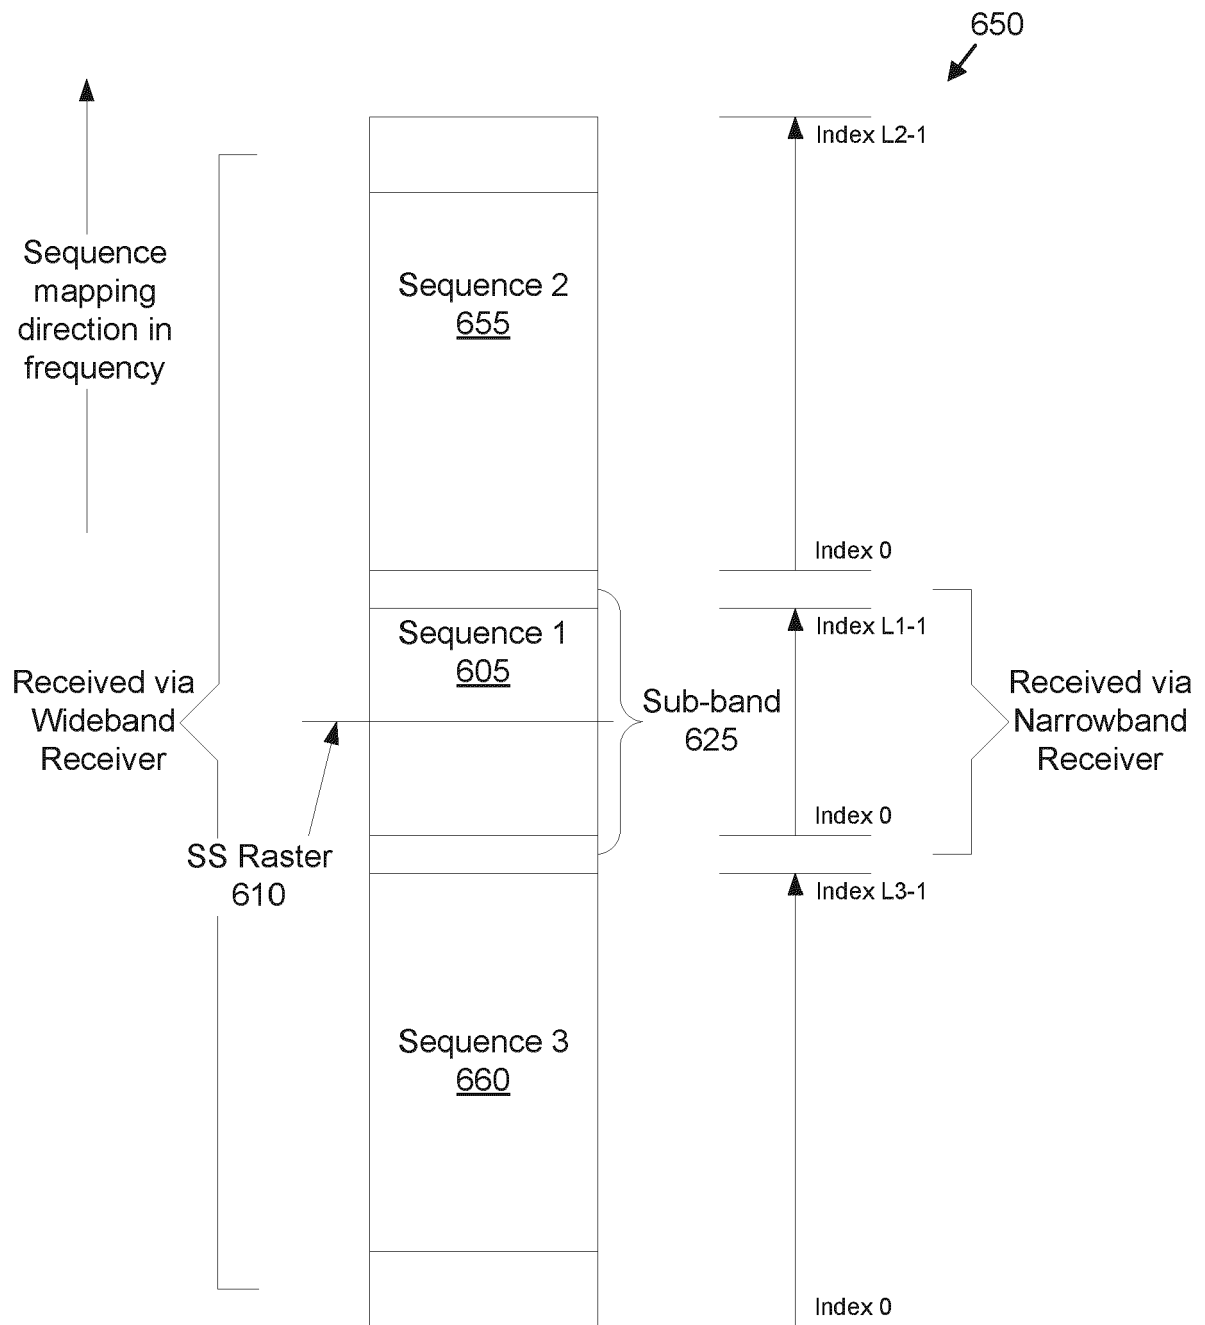 650
Index L2-1
Sequence
mapping
direction in
frequency
Sequence 2
655
Index 0
Sequence 1
605
Index L1-1
Received via
Wideband
Receiver
Sub-band
625
Received via
Narrowband
Receiver
Index 0
SS Raster
610
Index L3-1
Sequence 3
660
Index 0